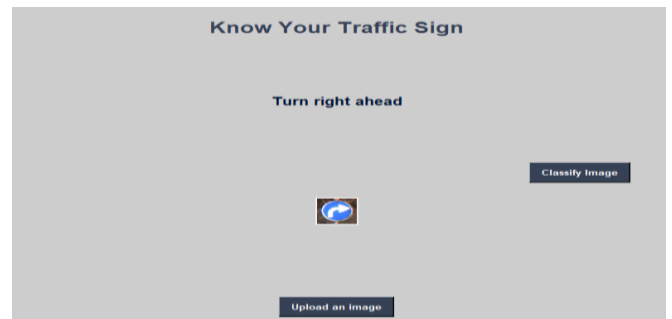 Know Your Traffic Sign
Turn right ahead
Classify Image
Upload an image